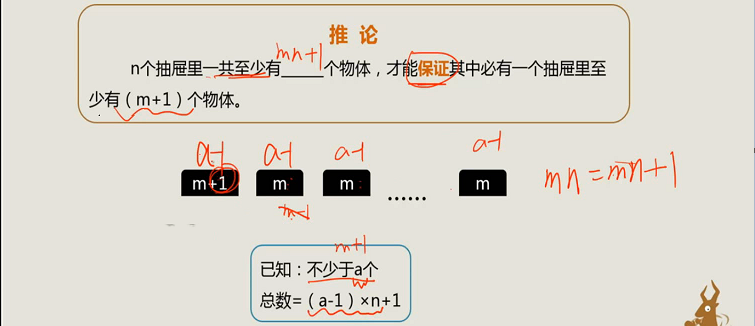 推 论
mn+1
n个抽屉里一共至少有_____个物体，才能保证其中必有一个抽屉里至
少有（m+1）个物体。
a-1 a-1 a-1 a-1
m+1 m m …… m mn=mn+1
m-1
m+1
已知：不少于a个
总数=（a-1）×n+1